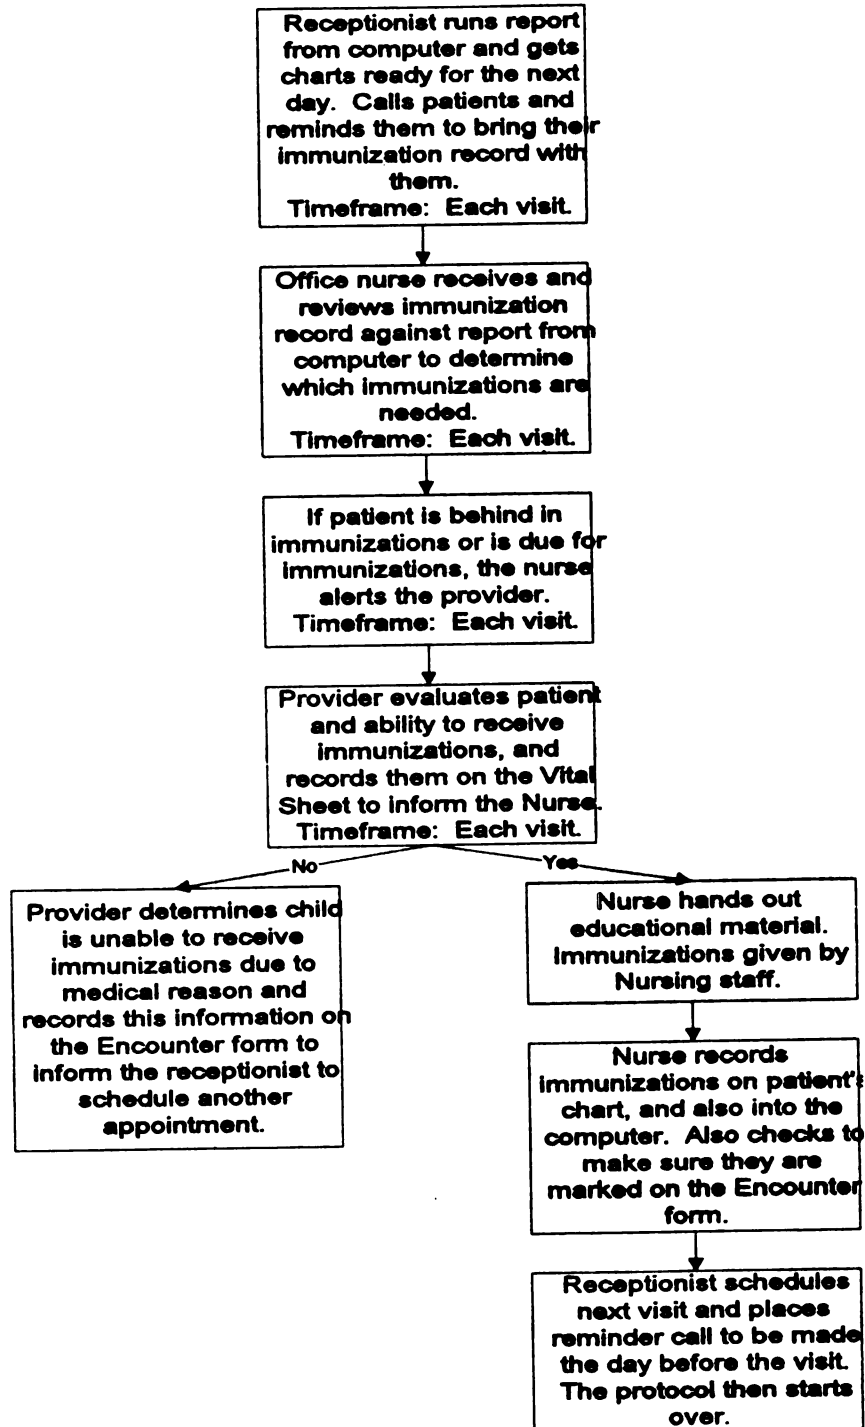 Receptionist runs report
from computer and gets
charts ready for the next
day. Calls patients and
reminds them to bring their
immunization record with
them.
Timeframe: Each visit.
Office nurse receives and
reviews immunization
record against report from
computer to determine
which immunizations are
needed.
Timeframe: Each visit.
If patient is behind in
immunizations or is due for
immunizations, the nurse
alerts the provider.
Timeframe: Each visit.
Provider evaluates patient
and ability to receive
immunizations, and
records them on the Vital
Sheet to inform the Nurse.
Timeframe: Each visit.
No
Yes
Provider determines child
is unable to receive
immunizations due to
medical reason and
records this information on
the Encounter form to
inform the receptionist to
schedule another
appointment.
Nurse hands out
educational material.
Immunizations given by
Nursing staff.
Nurse records
immunizations on patient's
chart, and also into the
computer. Also checks to
make sure they are
marked on the Encounter
form.
Receptionist schedules
next visit and places
reminder call to be made
the day before the visit.
The protocol then starts
over.